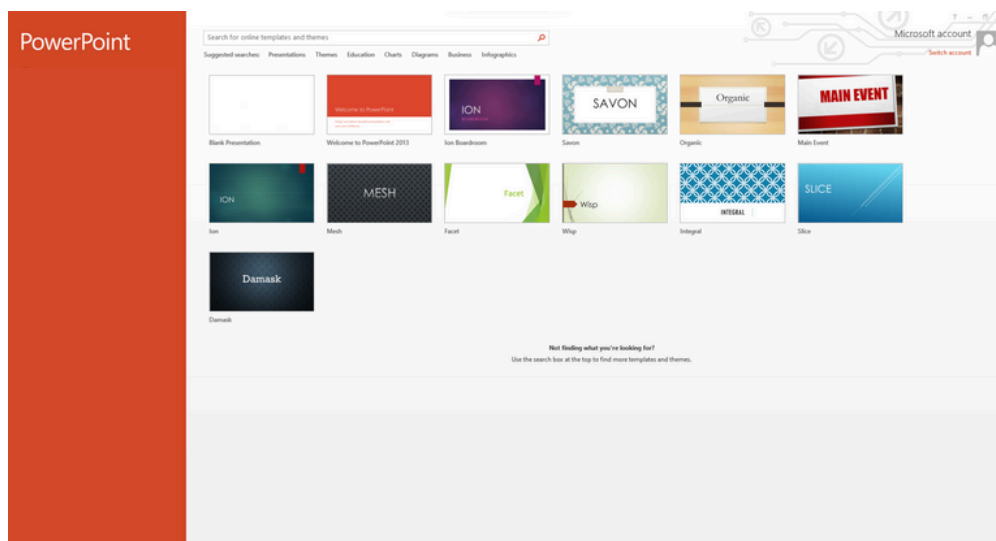 PowerPoint
?
Microsoft account
Switch account
Search for online templates and themes
Suggested searches: Presentations Themes Education Charts Diagrams Business Infographics
Welcome to PowerPoint
ION
SAVON
Organic
MAIN EVENT
Blank Presentation
Welcome to PowerPoint 2013
Ion Boardroom
Savon
Organic
Main Event
ION
MESH
Facet
Wisp
INTEGRAL
SLICE
Ion
Mesh
Facet
Wisp
Integral
Slice
Damask
Damask
Not finding what you're looking for?
Use the search box at the top to find more templates and themes.